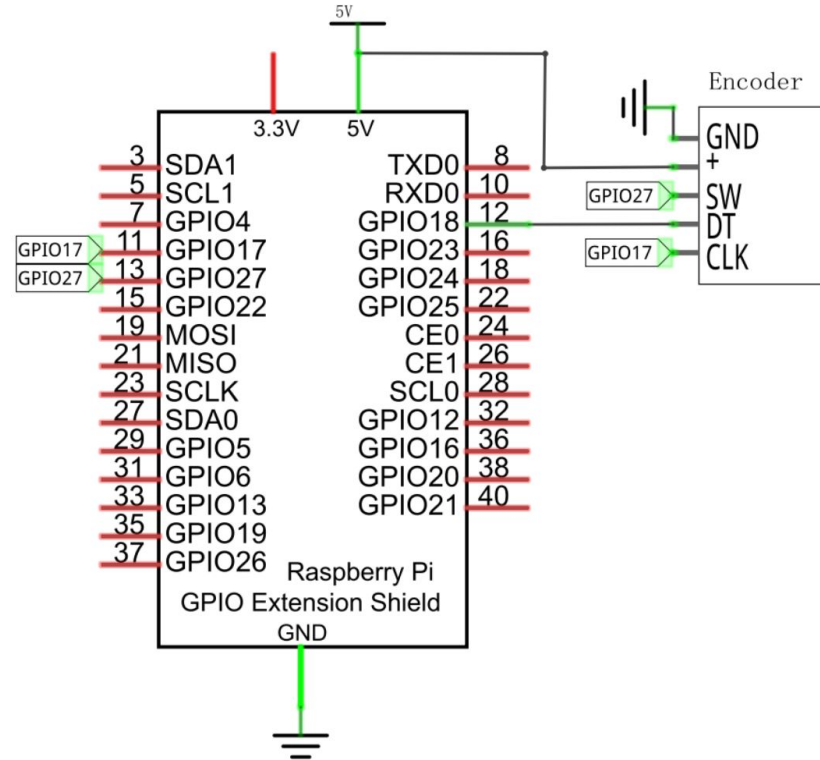 5V
Encoder
3.3V 5V
GND
+
SW
DT
CLK
GPIO27
GPIO17
3 SDA1 TXD0 8
5 SCL1 RXD0 10
7 GPIO4 GPIO18 12
GPIO17 11 GPIO17 GPIO23 16
GPIO27 13 GPIO27 GPIO24 18
15 GPIO22 GPIO25 22
19 MOSI CE0 24
21 MISO CE1 26
23 SCLK SCL0 28
27 SDA0 GPIO12 32
29 GPIO5 GPIO16 36
31 GPIO6 GPIO20 38
33 GPIO13 GPIO21 40
35 GPIO19
37 GPIO26
Raspberry Pi
GPIO Extension Shield
GND